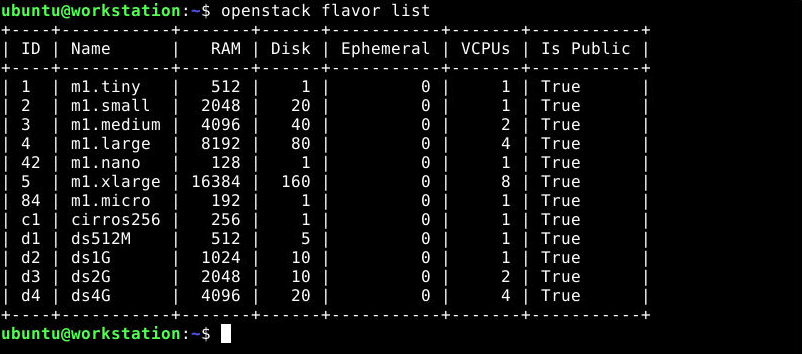 ubuntu@workstation:~$ openstack flavor list
+----+-----------+-------+------+-----------+-------+-----------+
| ID | Name      |   RAM | Disk | Ephemeral | VCPUs | Is Public |
+----+-----------+-------+------+-----------+-------+-----------+
| 1  | m1.tiny   |   512 |    1 |         0 |     1 | True      |
| 2  | m1.small  |  2048 |   20 |         0 |     1 | True      |
| 3  | m1.medium |  4096 |   40 |         0 |     2 | True      |
| 4  | m1.large  |  8192 |   80 |         0 |     4 | True      |
| 42 | m1.nano   |   128 |    1 |         0 |     1 | True      |
| 5  | m1.xlarge | 16384 |  160 |         0 |     8 | True      |
| 84 | m1.micro  |   192 |    1 |         0 |     1 | True      |
| c1 | cirros256 |   256 |    1 |         0 |     1 | True      |
| d1 | ds512M    |   512 |    5 |         0 |     1 | True      |
| d2 | ds1G      |  1024 |   10 |         0 |     1 | True      |
| d3 | ds2G      |  2048 |   10 |         0 |     2 | True      |
| d4 | ds4G      |  4096 |   20 |         0 |     4 | True      |
+----+-----------+-------+------+-----------+-------+-----------+
ubuntu@workstation:~$